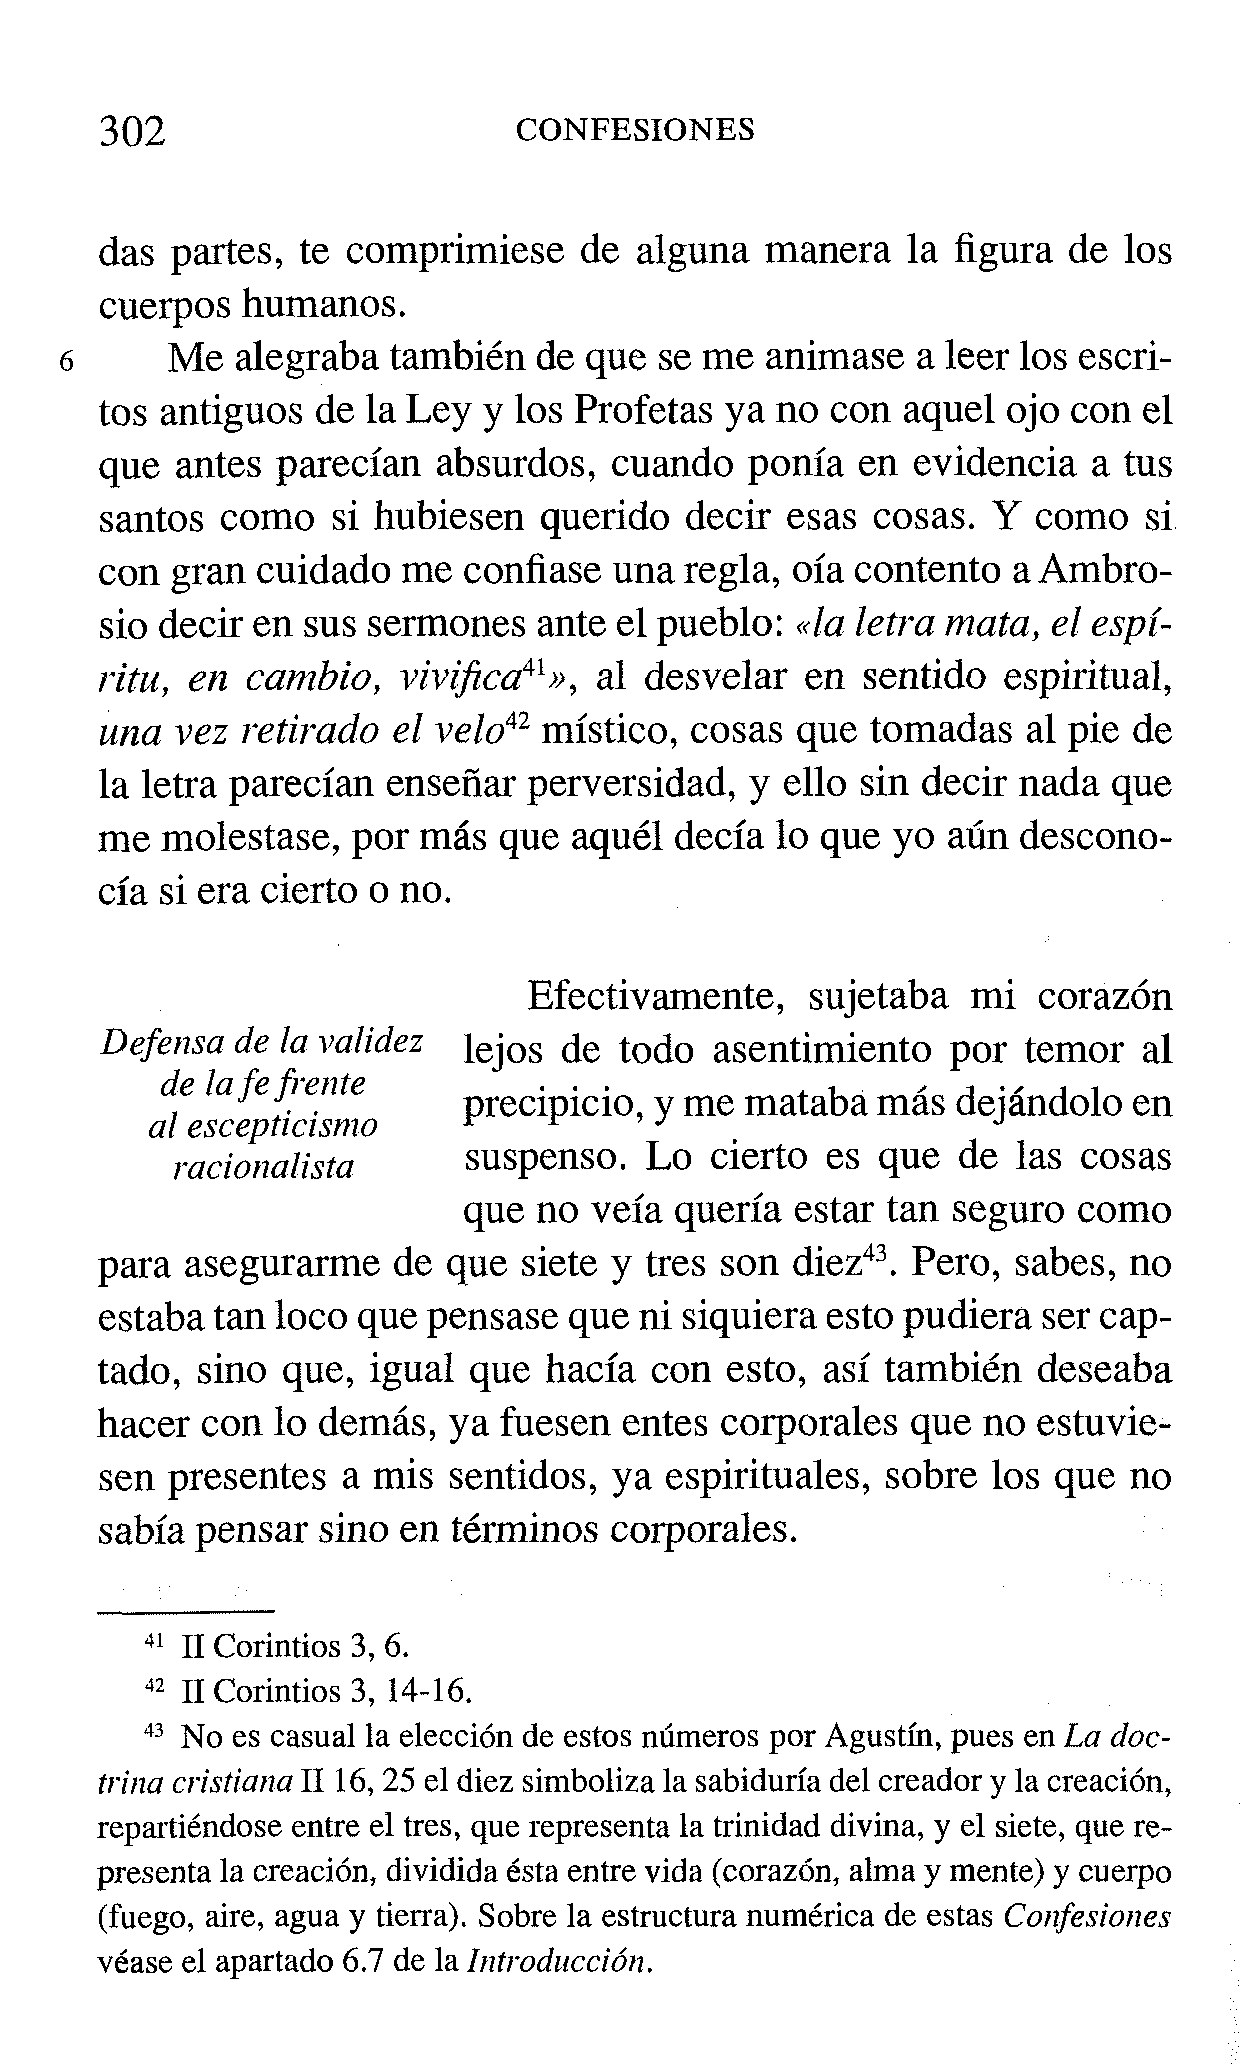 302 CONFESIONES
das partes, te comprimiese de alguna manera la figura de los
cuerpos humanos.
6 Me alegraba también de que se me animase a leer los escri-
tos antiguos de la Ley y los Profetas ya no con aquel ojo con el
que antes parecían absurdos, cuando ponía en evidencia a tus
santos como si hubiesen querido decir esas cosas. Y como si
con gran cuidado me confiase una regla, oía contento a Ambro-
sio decir en sus sermones ante el pueblo: «la letra mata, el espí-
ritu, en cambio, vivifica⁴¹», al desvelar en sentido espiritual,
una vez retirado el velo⁴² místico, cosas que tomadas al pie de
la letra parecían enseñar perversidad, y ello sin decir nada que
me molestase, por más que aquél decía lo que yo aún descono-
cía si era cierto o no.
Defensa de la validez
de la fe frente
al escepticismo
racionalista
Efectivamente, sujetaba mi corazón
lejos de todo asentimiento por temor al
precipicio, y me mataba más dejándolo en
suspenso. Lo cierto es que de las cosas
que no veía quería estar tan seguro como
para asegurarme de que siete y tres son diez⁴³. Pero, sabes, no
estaba tan loco que pensase que ni siquiera esto pudiera ser cap-
tado, sino que, igual que hacía con esto, así también deseaba
hacer con lo demás, ya fuesen entes corporales que no estuvie-
sen presentes a mis sentidos, ya espirituales, sobre los que no
sabía pensar sino en términos corporales.
⁴¹ II Corintios 3, 6.
⁴² II Corintios 3, 14-16.
⁴³ No es casual la elección de estos números por Agustín, pues en La doc-
trina cristiana II 16, 25 el diez simboliza la sabiduría del creador y la creación,
repartiéndose entre el tres, que representa la trinidad divina, y el siete, que re-
presenta la creación, dividida ésta entre vida (corazón, alma y mente) y cuerpo
(fuego, aire, agua y tierra). Sobre la estructura numérica de estas Confesiones
véase el apartado 6.7 de la Introducción.